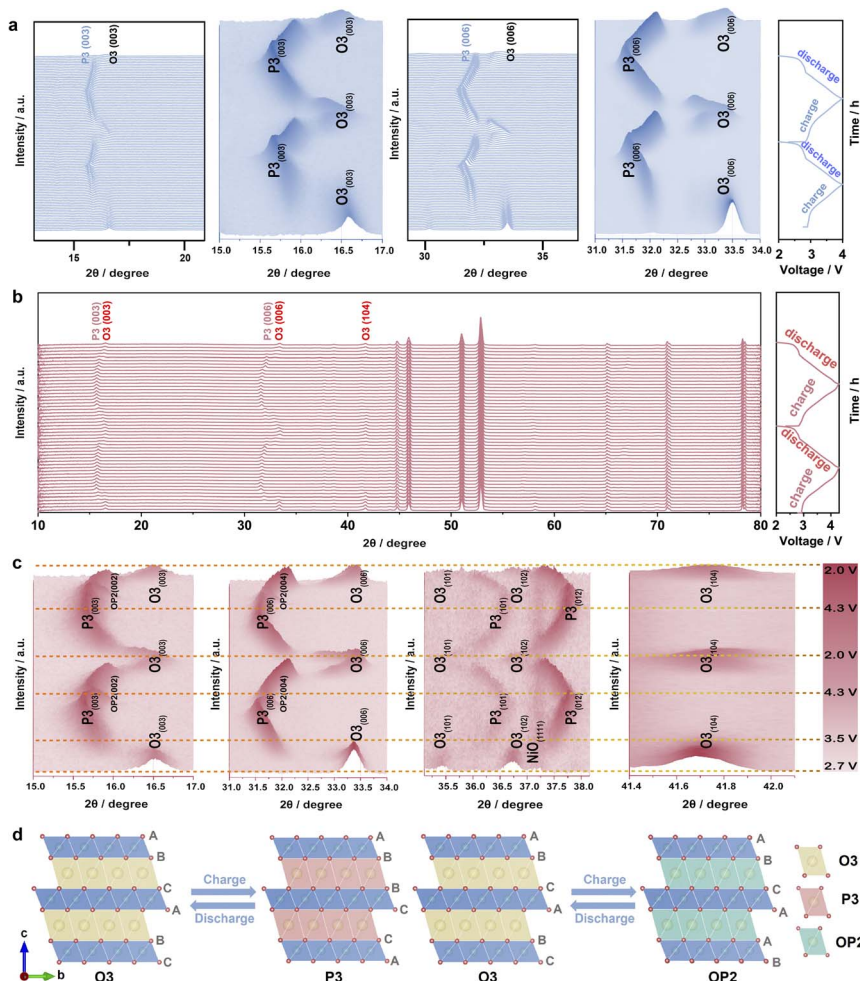 a
P3 (003)
O3 (003)
Intensity / a.u.
15
20
2θ / degree
Intensity / a.u.
P3(003)
O3(003)
O3(003)
P3(003)
O3(003)
15.0 15.5 16.0 16.5 17.0
2θ / degree
P3 (006)
O3 (006)
Intensity / a.u.
30
35
2θ / degree
Intensity / a.u.
P3(006)
O3(006)
O3(006)
P3(006)
O3(006)
31.0 31.5 32.0 32.5 33.0 33.5 34.0
2θ / degree
discharge
charge
discharge
charge
2 3 4
Voltage / V
Time / h
b
P3 (003)
O3 (003)
P3 (006)
O3 (006)
O3 (104)
Intensity / a.u.
10 20 30 40 50 60 70 80
2θ / degree
discharge
charge
discharge
charge
2 3 4
Voltage / V
Time / h
c
Intensity / a.u.
P3(003)
OP2(002)
O3(003)
O3(003)
P3(003)
OP2(002)
O3(003)
15.0 15.5 16.0 16.5 17.0
2θ / degree
Intensity / a.u.
P3(006)
OP2(004)
O3(006)
O3(006)
P3(006)
OP2(004)
O3(006)
31.0 31.5 32.0 32.5 33.0 33.5 34.0
2θ / degree
Intensity / a.u.
O3(101)
P3(101)
O3(102)
P3(012)
O3(101)
O3(102)
P3(101)
P3(012)
O3(101)
O3(102)
NiO(1111)
35.0 35.5 36.0 36.5 37.0 37.5 38.0
2θ / degree
Intensity / a.u.
O3(104)
O3(104)
O3(104)
41.4 41.6 41.8 42.0
2θ / degree
2.0 V
4.3 V
2.0 V
4.3 V
3.5 V
2.7 V
d
A
B
C
A
B
C
c
b
O3
Charge
Discharge
A
B
B
C
C
A
P3
A
B
C
A
B
C
O3
Charge
Discharge
A
B
C
A
A
B
OP2
O3
P3
OP2